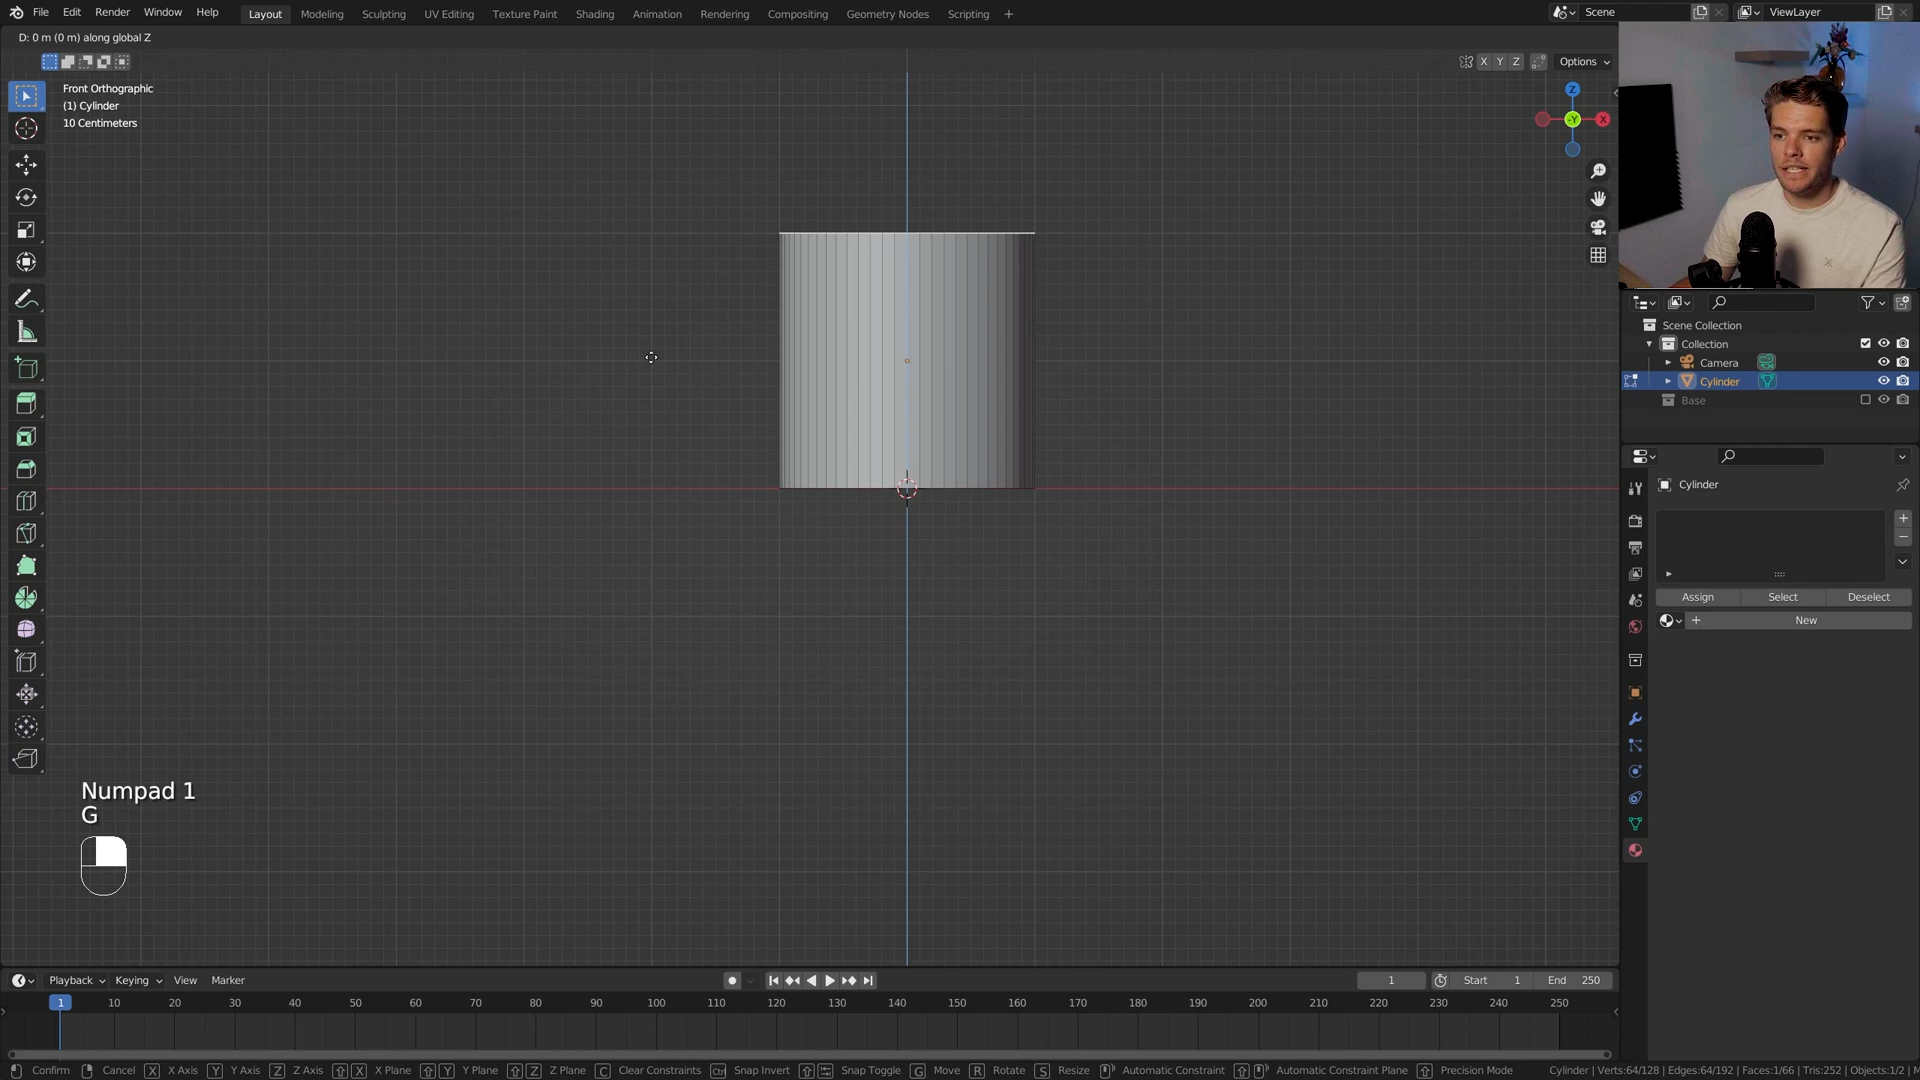 File Edit Render Window Help
Layout Modeling Sculpting UV Editing Texture Paint Shading Animation Rendering Compositing Geometry Nodes Scripting +
Scene
ViewLayer
D: 0 m (0 m) along global Z
X Y Z
Options
Front Orthographic
(1) Cylinder
10 Centimeters
Z
-Y
X
Scene Collection
Collection
Camera
Cylinder
Base
Cylinder
Assign Select Deselect
New
Numpad 1
G
Playback Keying View Marker
1
Start 1
End 250
1 10 20 30 40 50 60 70 80 90 100 110 120 130 140 150 160 170 180 190 200 210 220 230 240 250
Confirm Cancel X X Axis Y Y Axis Z Z Axis X X Plane Y Y Plane Z Z Plane C Clear Constraints Ctrl Snap Invert Snap Toggle G Move R Rotate S Resize Automatic Constraint Automatic Constraint Plane Precision Mode
Cylinder | Verts:64/128 | Edges:64/192 | Faces:1/66 | Tris:252 | Objects:1/2 | M